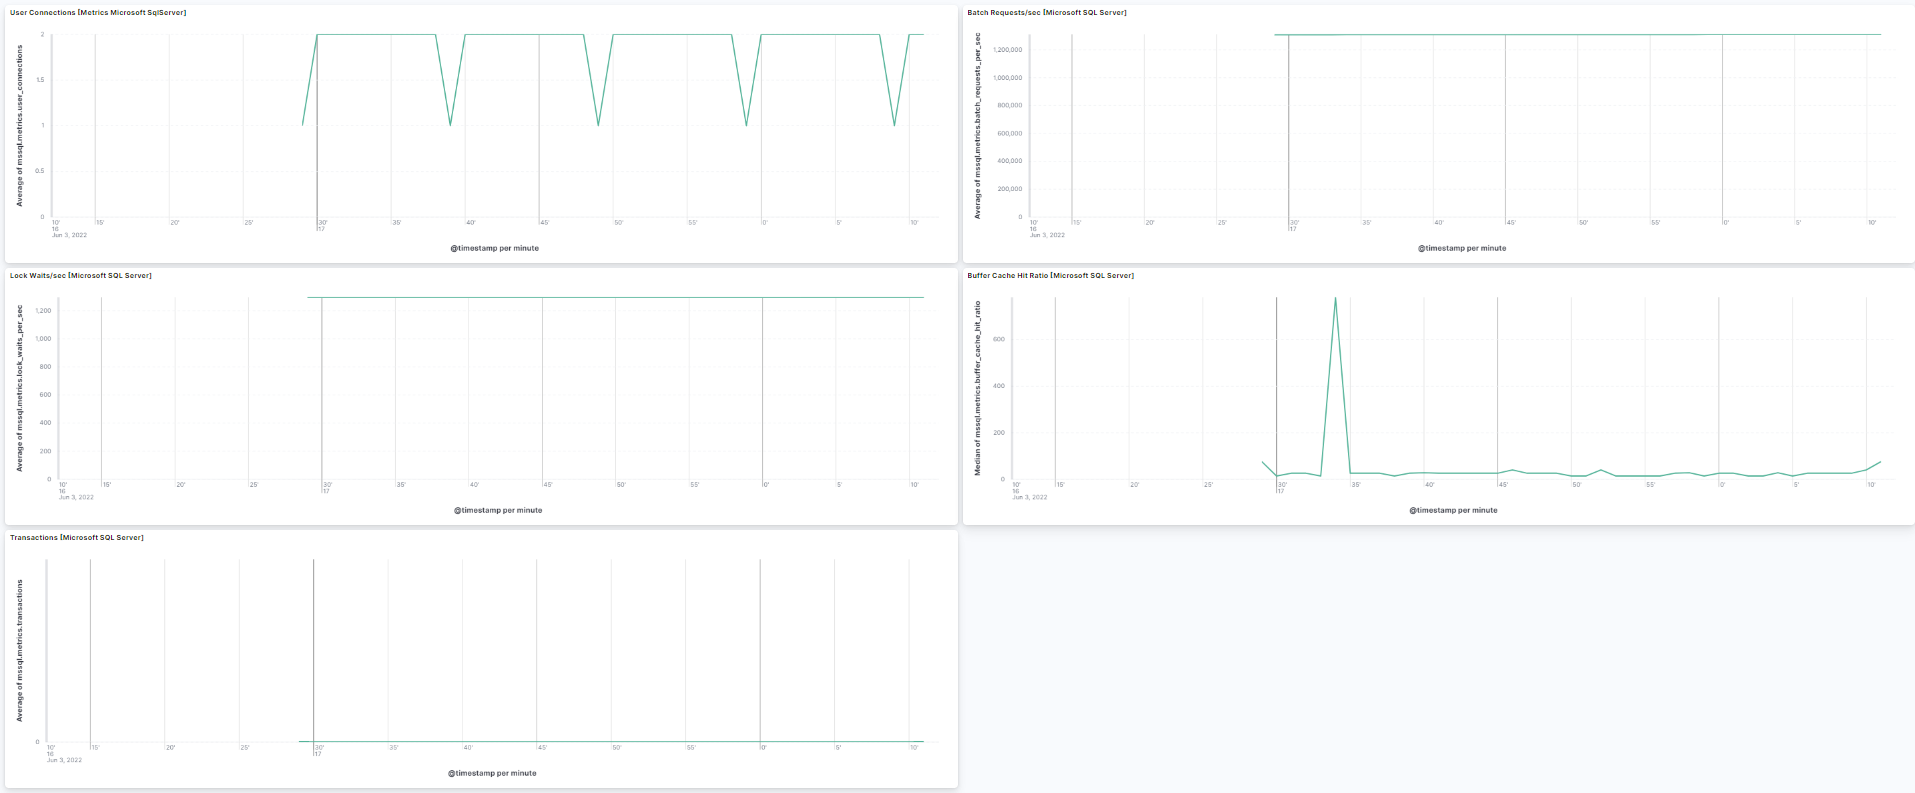 User Connections [Metrics Microsoft SqlServer]
Average of mssql.metrics.user_connections
2
1.5
1
0.5
0
10' 15' 20' 25' 30' 35' 40' 45' 50' 55' 0' 5' 10'
16 17
Jun 3, 2022
@timestamp per minute
Batch Requests/sec [Microsoft SQL Server]
Average of mssql.metrics.batch_requests_per_sec
1,200,000
1,000,000
800,000
600,000
400,000
200,000
0
10' 15' 20' 25' 30' 35' 40' 45' 50' 55' 0' 5' 10'
16 17
Jun 3, 2022
@timestamp per minute
Lock Waits/sec [Microsoft SQL Server]
Average of mssql.metrics.lock_waits_per_sec
1,200
1,000
800
600
400
200
0
10' 15' 20' 25' 30' 35' 40' 45' 50' 55' 0' 5' 10'
16 17
Jun 3, 2022
@timestamp per minute
Buffer Cache Hit Ratio [Microsoft SQL Server]
Median of mssql.metrics.buffer_cache_hit_ratio
600
400
200
0
10' 15' 20' 25' 30' 35' 40' 45' 50' 55' 0' 5' 10'
16 17
Jun 3, 2022
@timestamp per minute
Transactions [Microsoft SQL Server]
Average of mssql.metrics.transactions
0
10' 15' 20' 25' 30' 35' 40' 45' 50' 55' 0' 5' 10'
16 17
Jun 3, 2022
@timestamp per minute